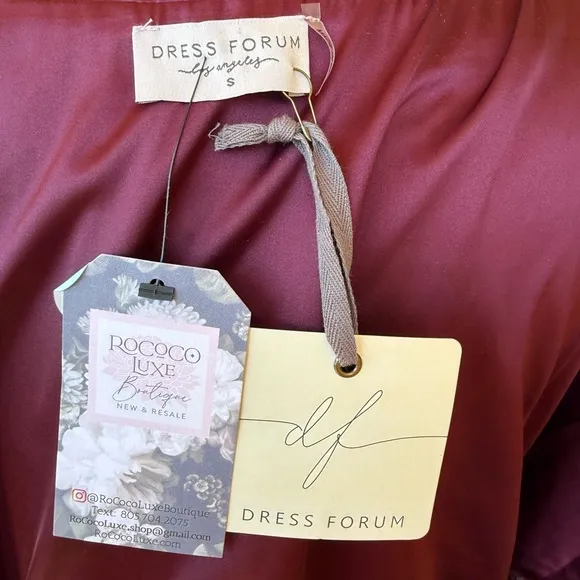 DRESS FORUM
los angeles
S
ROCOCO
LUXE
Boutique
NEW & RESALE
@RoCocoLuxeBoutique
Text: 805.704.2075
RoCocoLuxe.shop@gmail.com
RoCocoLuxe.com
df
DRESS FORUM